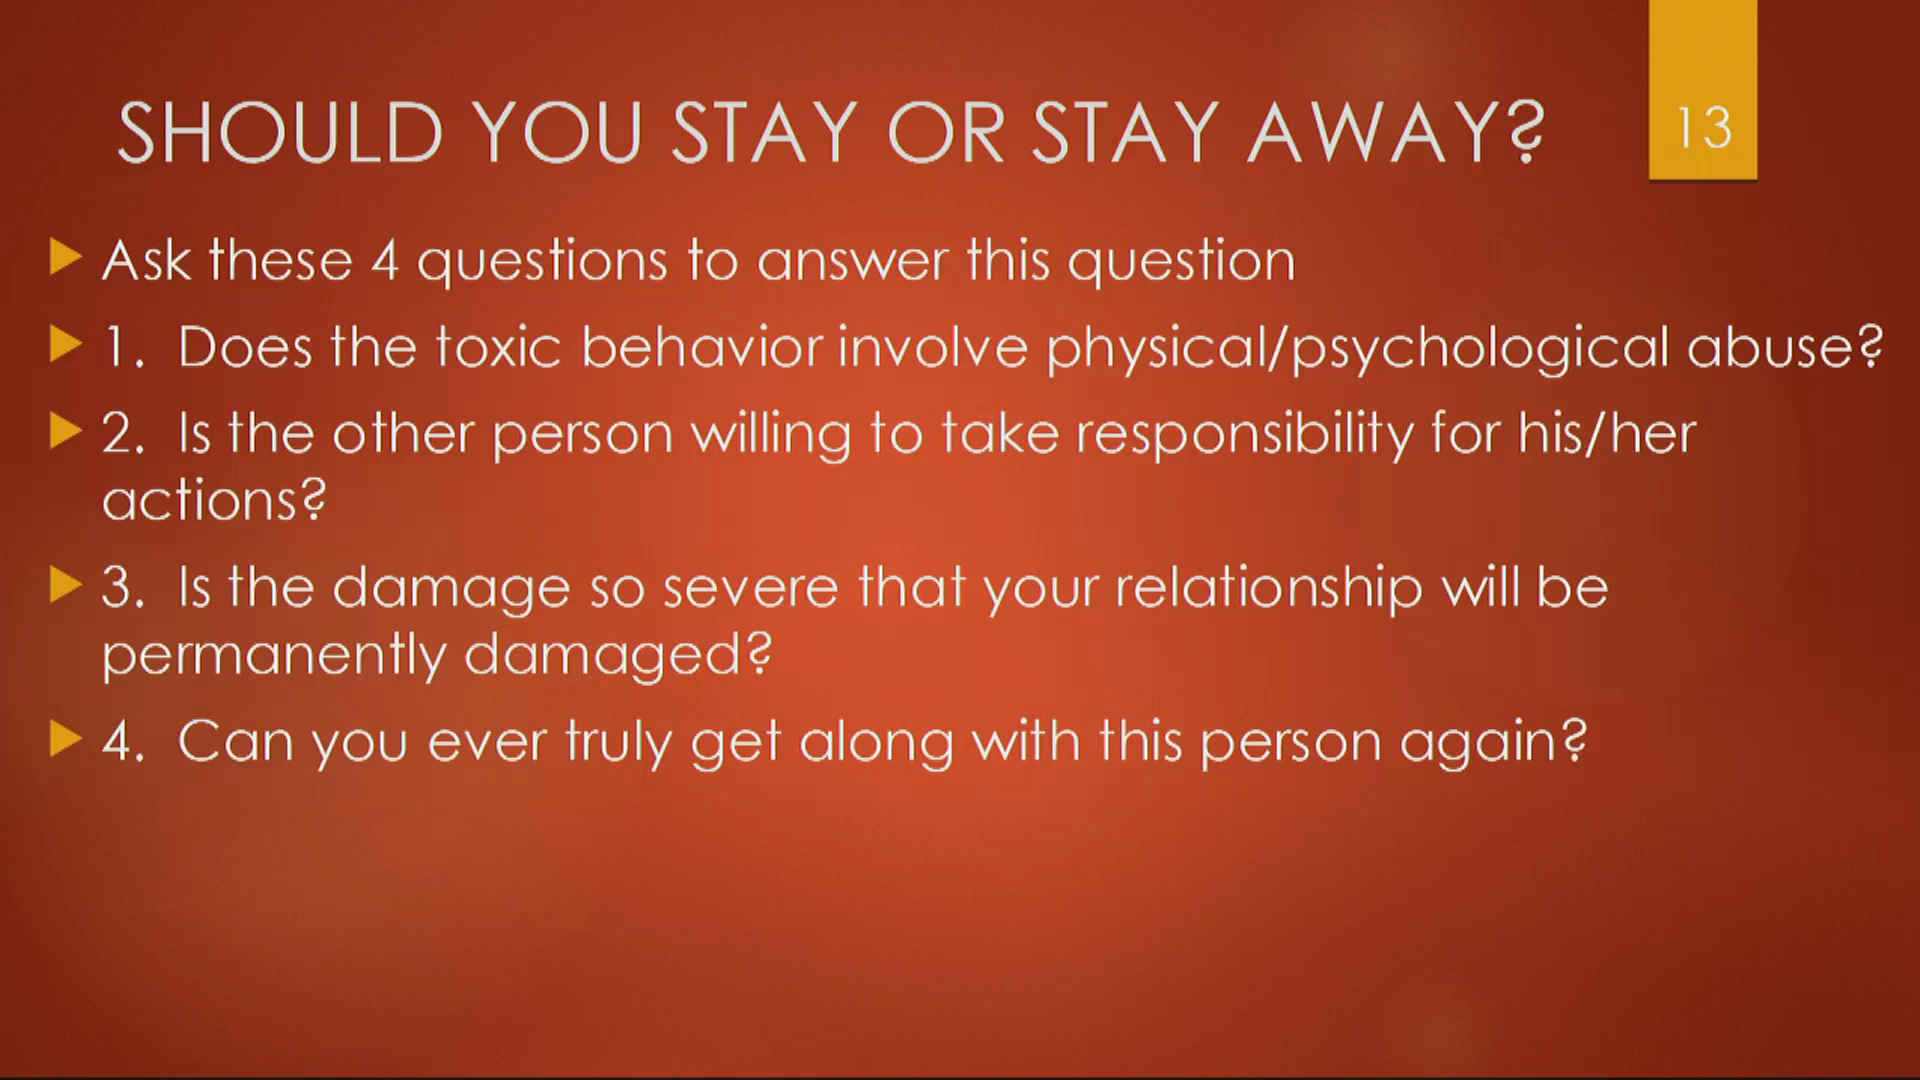 SHOULD YOU STAY OR STAY AWAY?
13
Ask these 4 questions to answer this question
1. Does the toxic behavior involve physical/psychological abuse?
2. Is the other person willing to take responsibility for his/her
actions?
3. Is the damage so severe that your relationship will be
permanently damaged?
4. Can you ever truly get along with this person again?